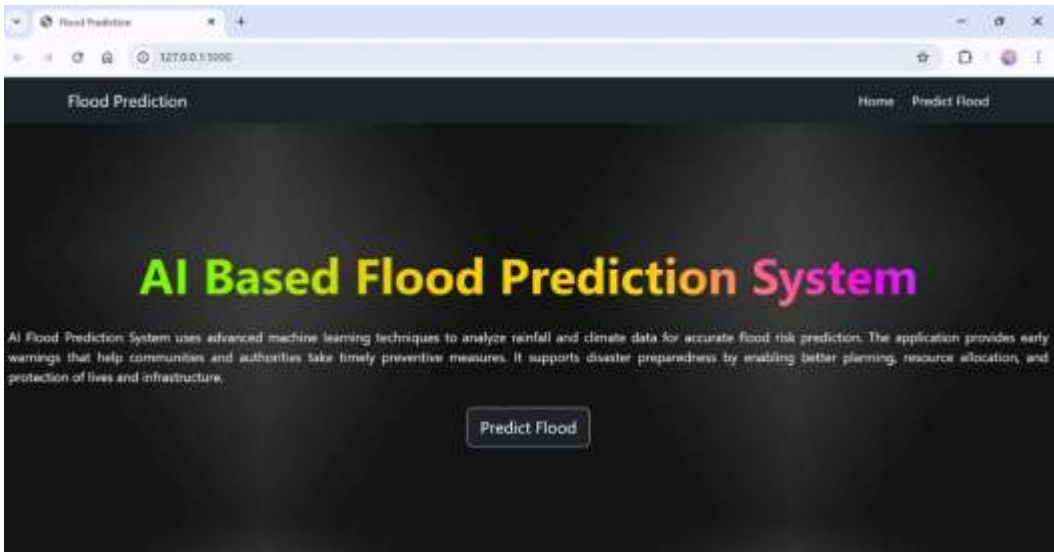 Flood Prediction
127.0.0.1:5000
Flood Prediction
Home Predict Flood
AI Based Flood Prediction System
AI Flood Prediction System uses advanced machine learning techniques to analyze rainfall and climate data for accurate flood risk prediction. The application provides early
warnings that help communities and authorities take timely preventive measures. It supports disaster preparedness by enabling better planning, resource allocation, and
protection of lives and infrastructure.
Predict Flood